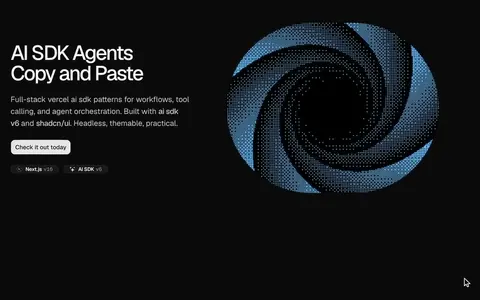 AI SDK Agents
Copy and Paste
Full-stack vercel ai sdk patterns for workflows, tool
calling, and agent orchestration. Built with ai sdk
v6 and shadcn/ui. Headless, themable, practical.
Check it out today
Next.js v16
AI SDK v6